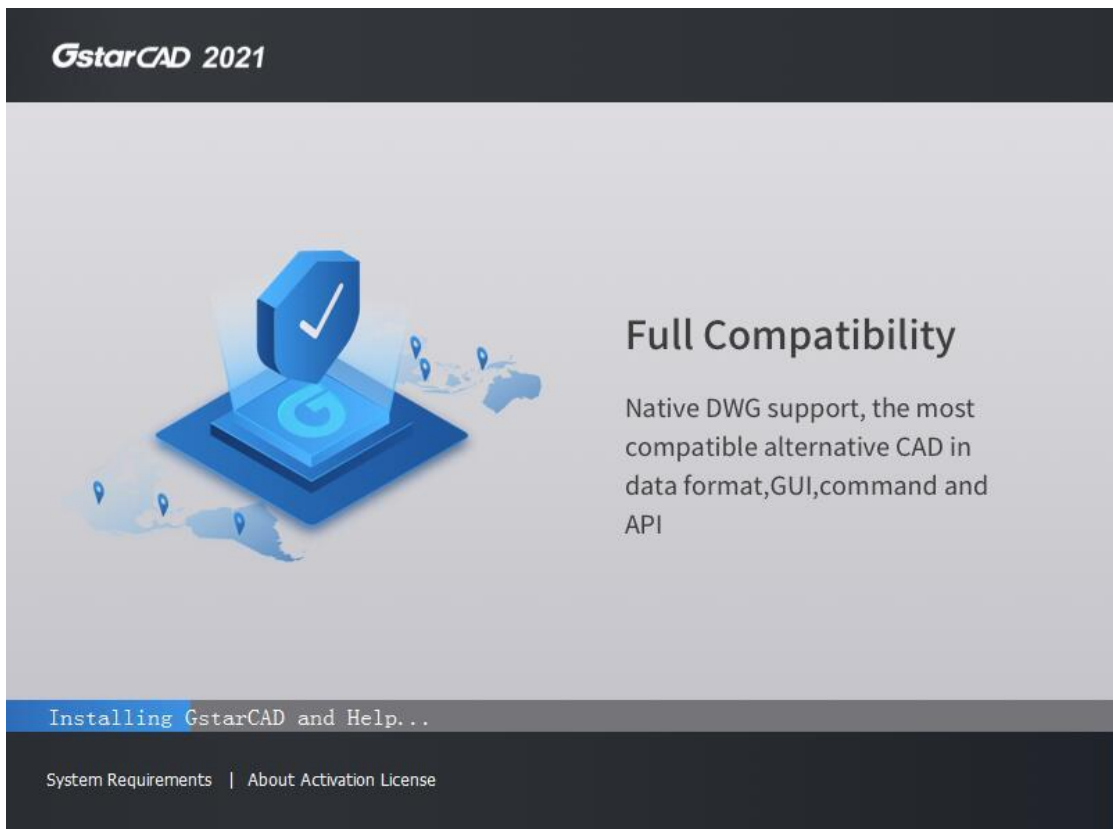 GstarCAD 2021
Full Compatibility
Native DWG support, the most
compatible alternative CAD in
data format,GUI,command and
API
Installing GstarCAD and Help...
System Requirements | About Activation License